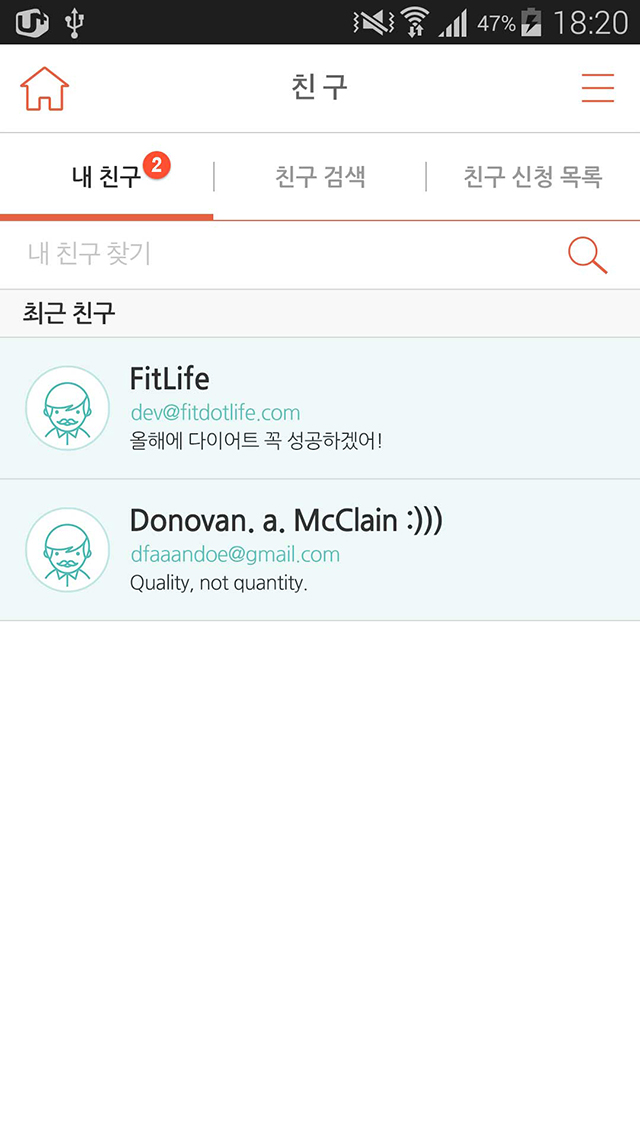 U+ 47% 18:20
친구
내 친구 2 친구 검색 친구 신청 목록
내 친구 찾기
최근 친구
FitLife
dev@fitdotlife.com
올해에 다이어트 꼭 성공하겠어!
Donovan. a. McClain :)))
dfaaandoe@gmail.com
Quality, not quantity.